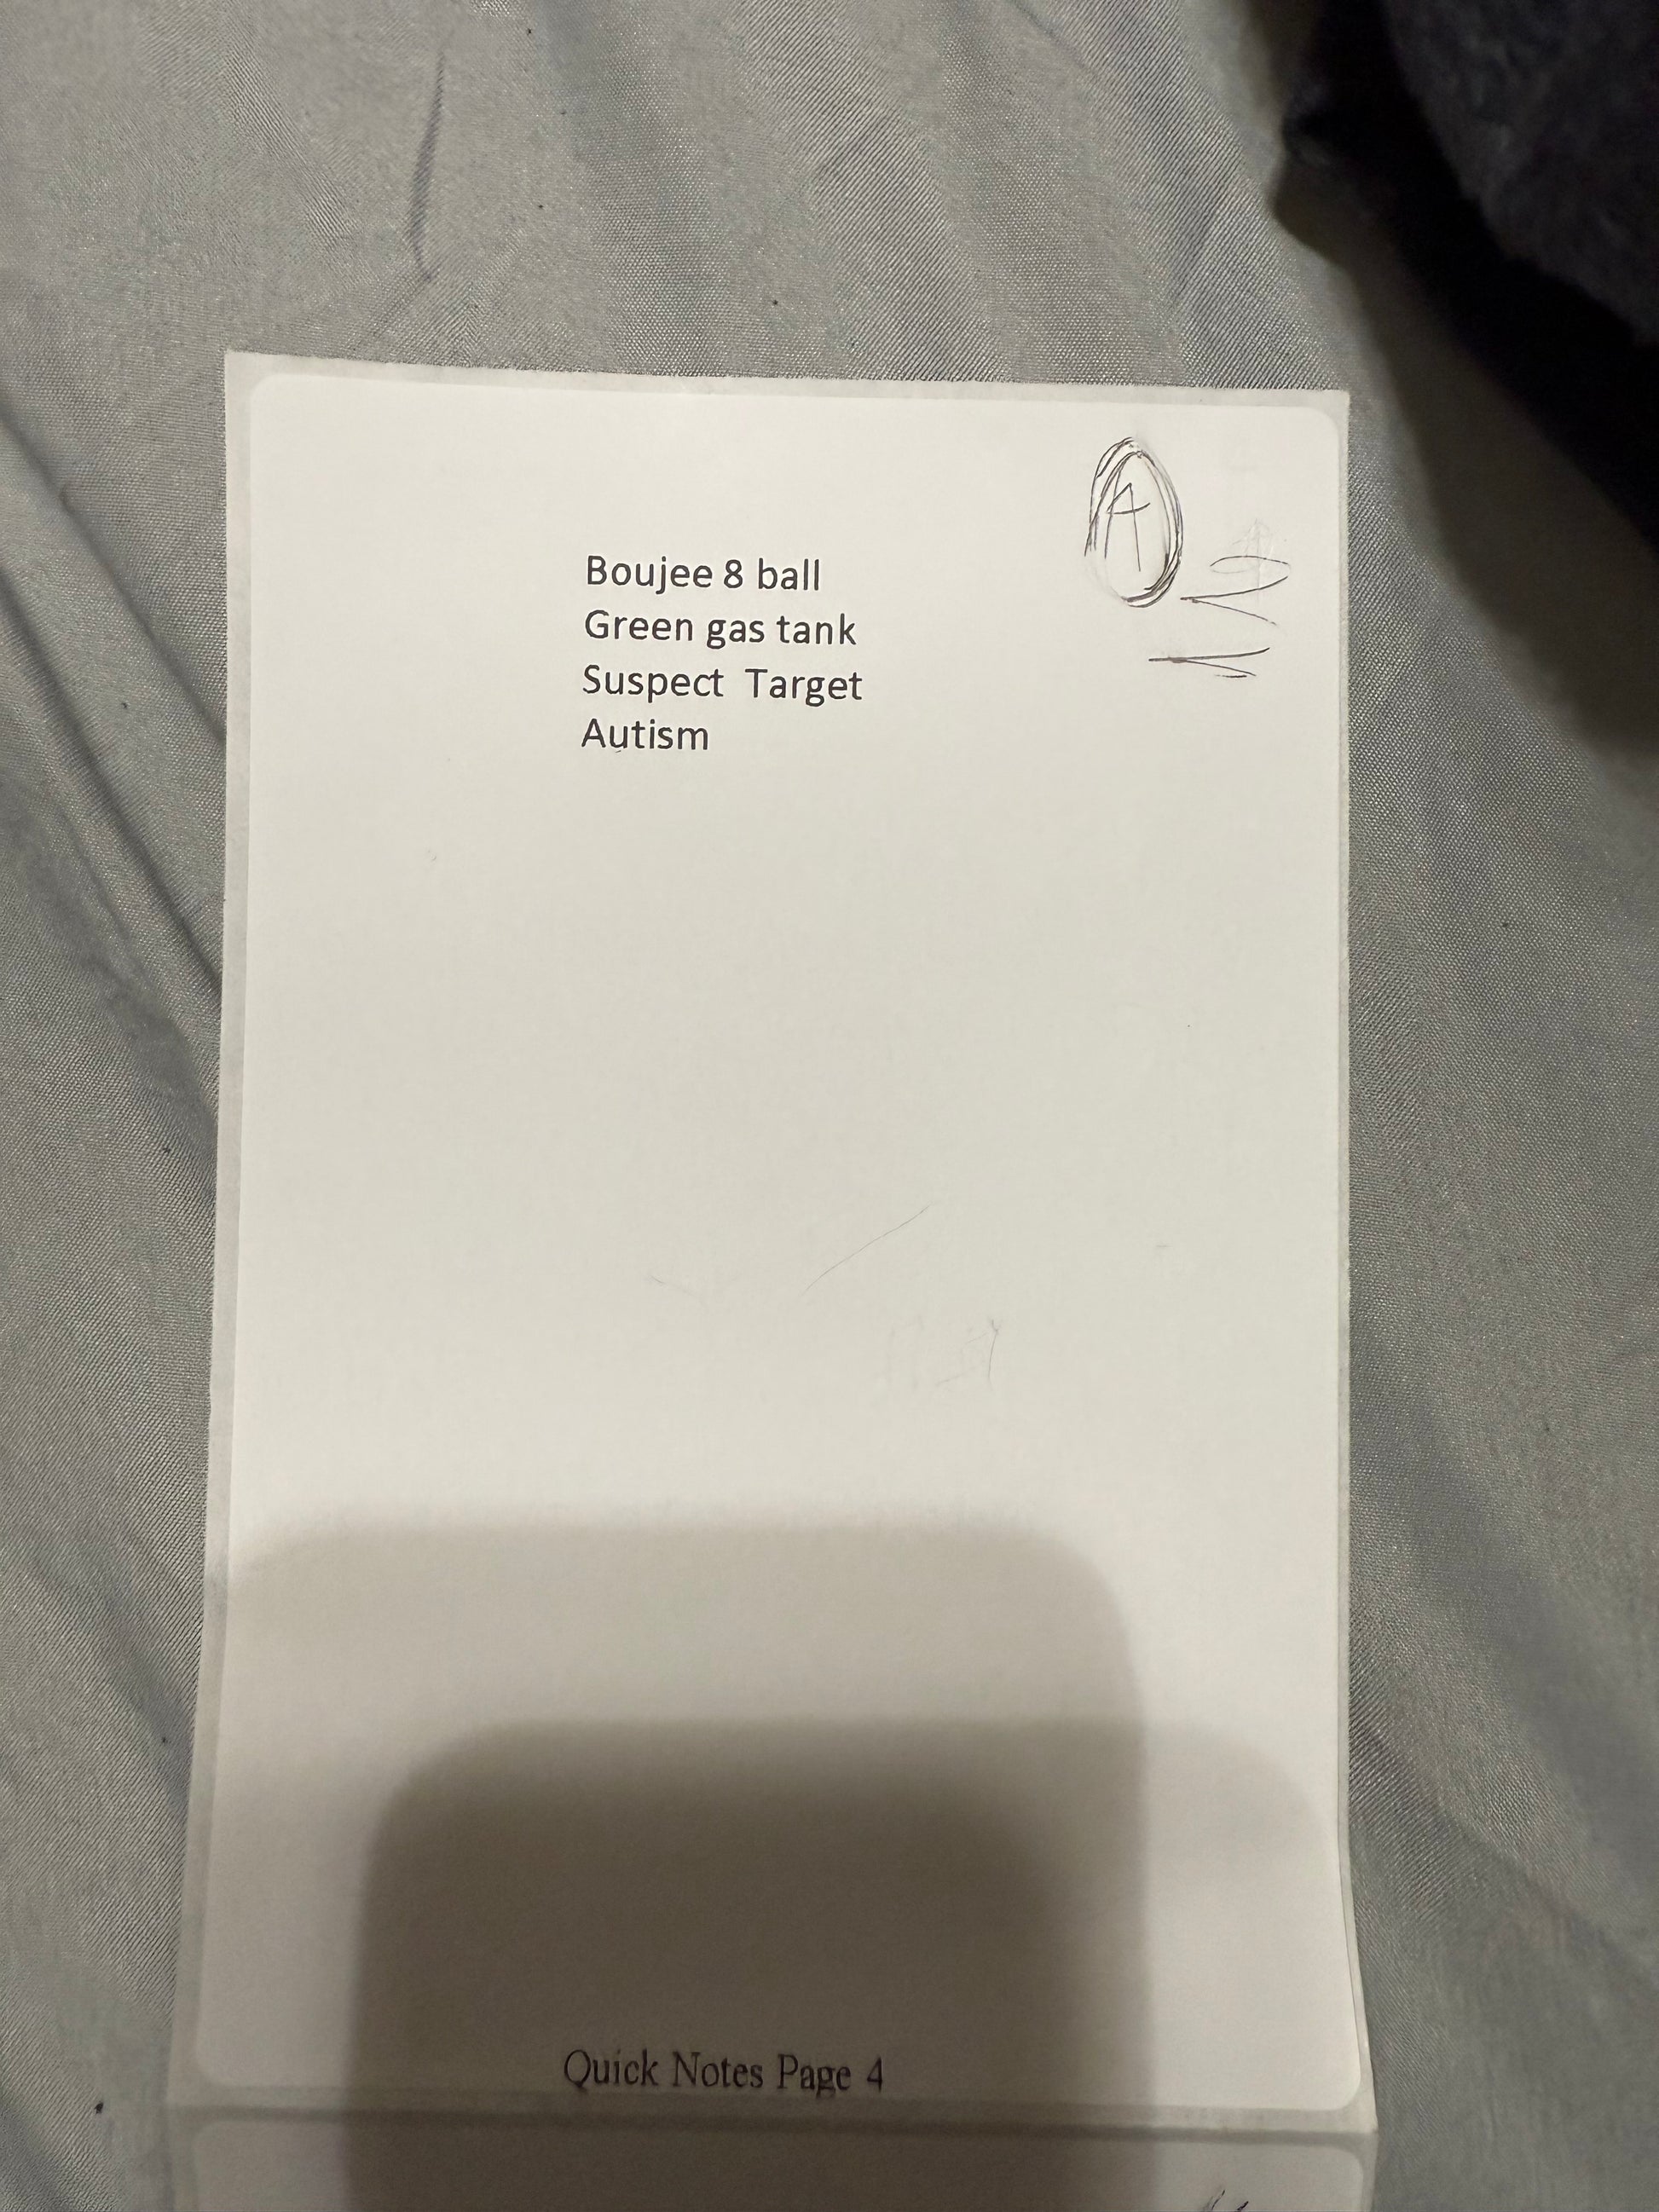 A
Boujee 8 ball
Green gas tank
Suspect  Target
Autism
Quick Notes Page 4